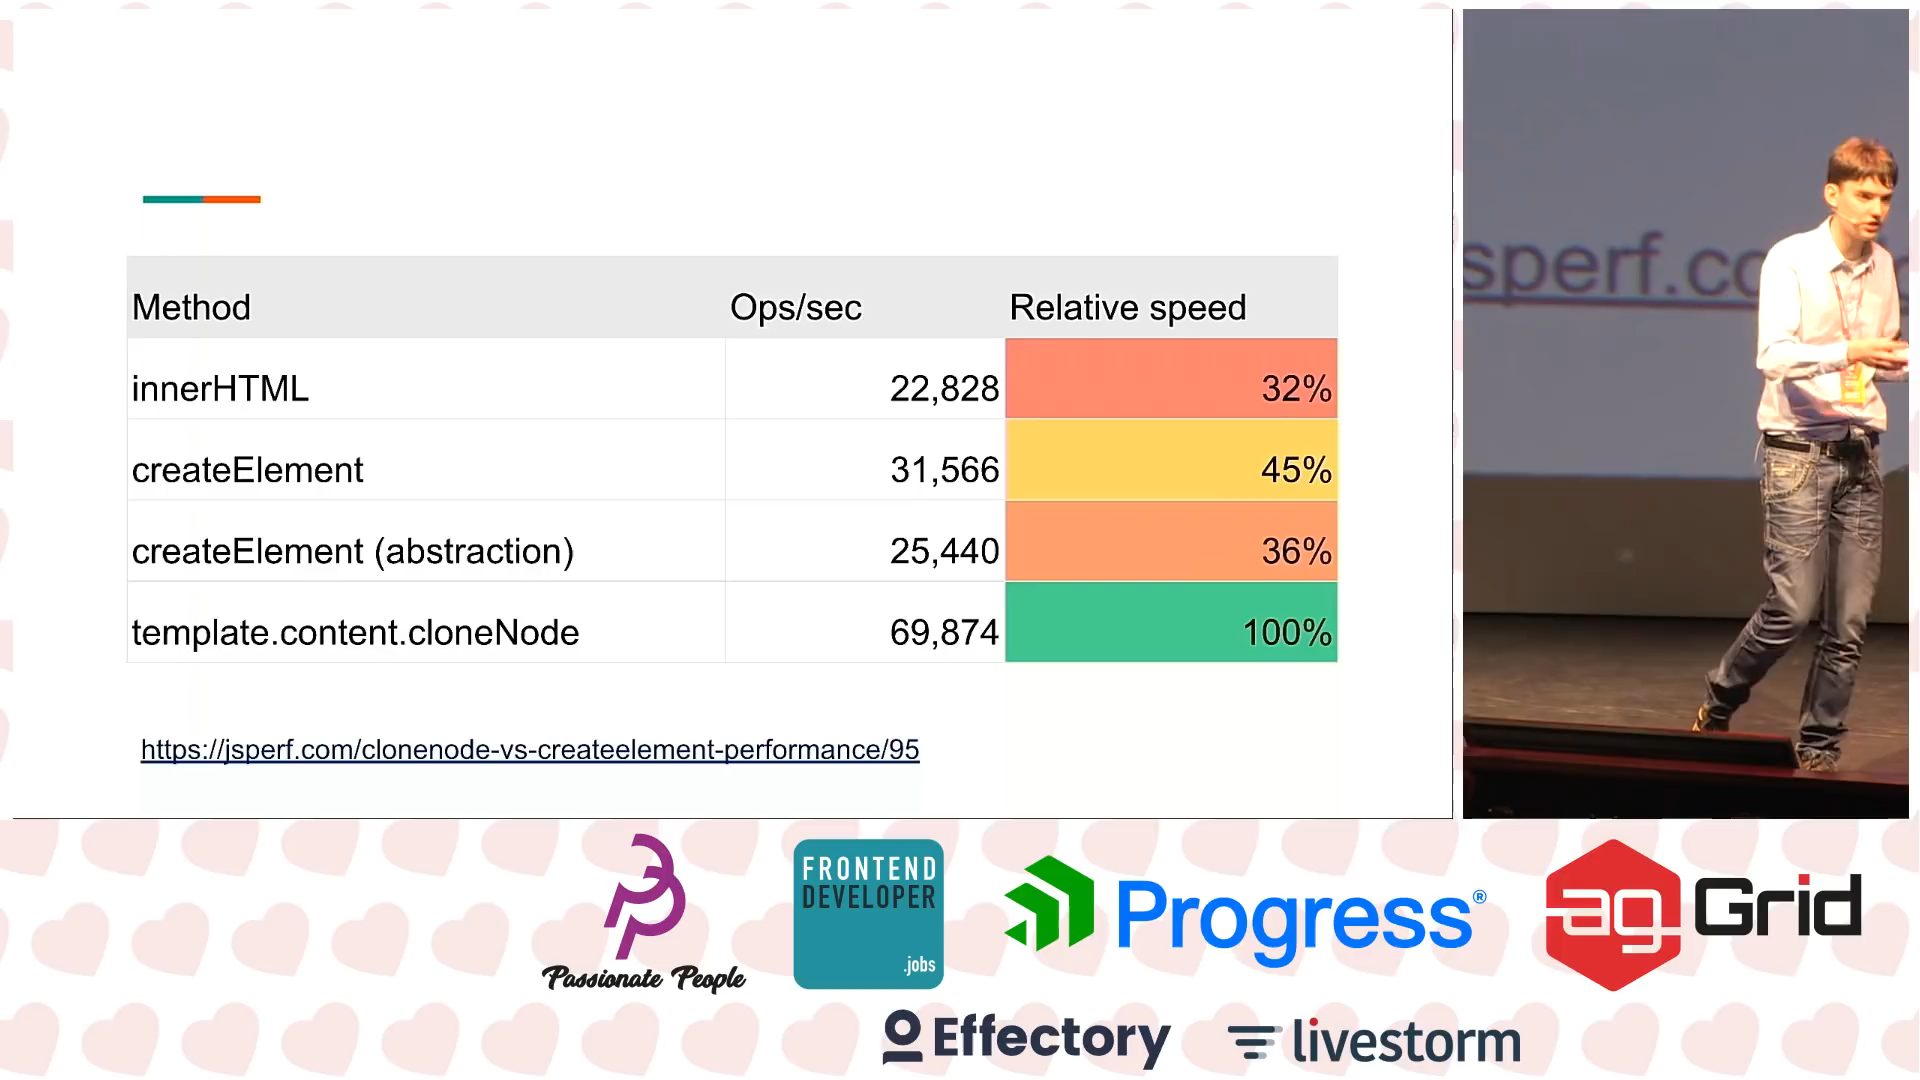 Method Ops/sec Relative speed
innerHTML 22,828 32%
createElement 31,566 45%
createElement (abstraction) 25,440 36%
template.content.cloneNode 69,874 100%
https://jsperf.com/clonenode-vs-createelement-performance/95
sperf.co
Passionate People
FRONTEND
DEVELOPER
.jobs
Progress®
ag Grid
Effectory
livestorm